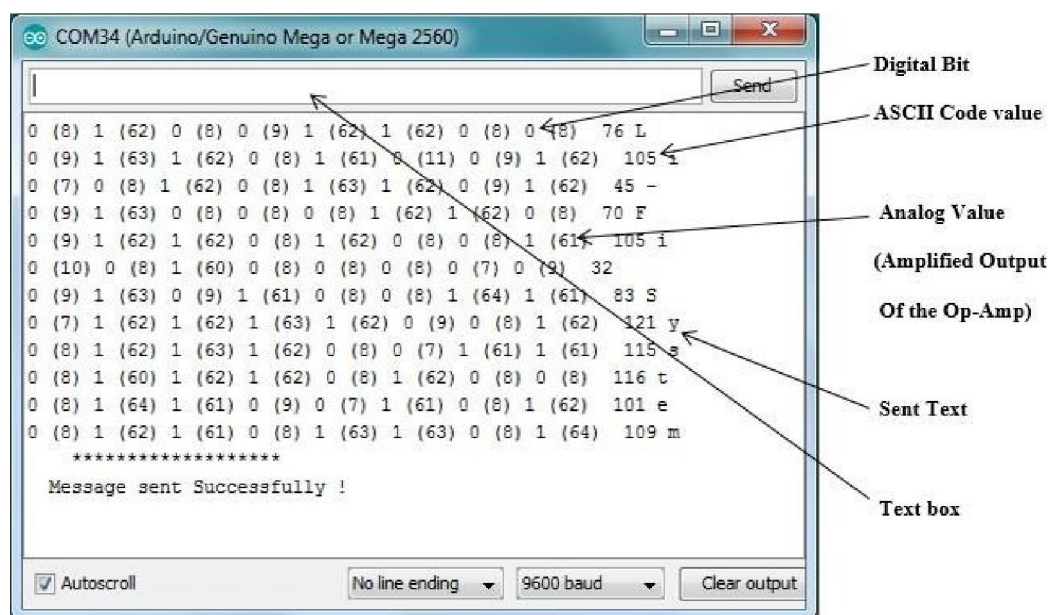 COM34 (Arduino/Genuino Mega or Mega 2560)
Send
0 (8) 1 (62) 0 (8) 0 (9) 1 (62) 1 (62) 0 (8) 0 (8) 76 L
0 (9) 1 (63) 1 (62) 0 (8) 1 (61) 0 (11) 0 (9) 1 (62) 105 i
0 (7) 0 (8) 1 (62) 0 (8) 1 (63) 1 (62) 0 (9) 1 (62) 45 -
0 (9) 1 (63) 0 (8) 0 (8) 0 (8) 1 (62) 1 (62) 0 (8) 70 F
0 (9) 1 (62) 1 (62) 0 (8) 1 (62) 0 (8) 0 (8) 1 (61) 105 i
0 (10) 0 (8) 1 (60) 0 (8) 0 (8) 0 (8) 0 (7) 0 (9) 32
0 (9) 1 (63) 0 (9) 1 (61) 0 (8) 0 (8) 1 (64) 1 (61) 83 S
0 (7) 1 (62) 1 (62) 1 (63) 1 (62) 0 (9) 0 (8) 1 (62) 121 y
0 (8) 1 (62) 1 (63) 1 (62) 0 (8) 0 (7) 1 (61) 1 (61) 115 s
0 (8) 1 (60) 1 (62) 1 (62) 0 (8) 1 (62) 0 (8) 0 (8) 116 t
0 (8) 1 (64) 1 (61) 0 (9) 0 (7) 1 (61) 0 (8) 1 (62) 101 e
0 (8) 1 (62) 1 (61) 0 (8) 1 (63) 1 (63) 0 (8) 1 (64) 109 m
*******************
Message sent Successfully !
Autoscroll
No line ending
9600 baud
Clear output
Digital Bit
ASCII Code value
Analog Value
(Amplified Output
Of the Op-Amp)
Sent Text
Text box